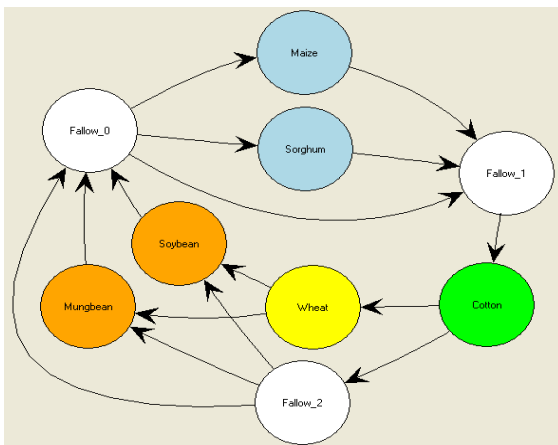 Maize
Fallow_0
Sorghum
Fallow_1
Soybean
Mungbean
Wheat
Cotton
Fallow_2